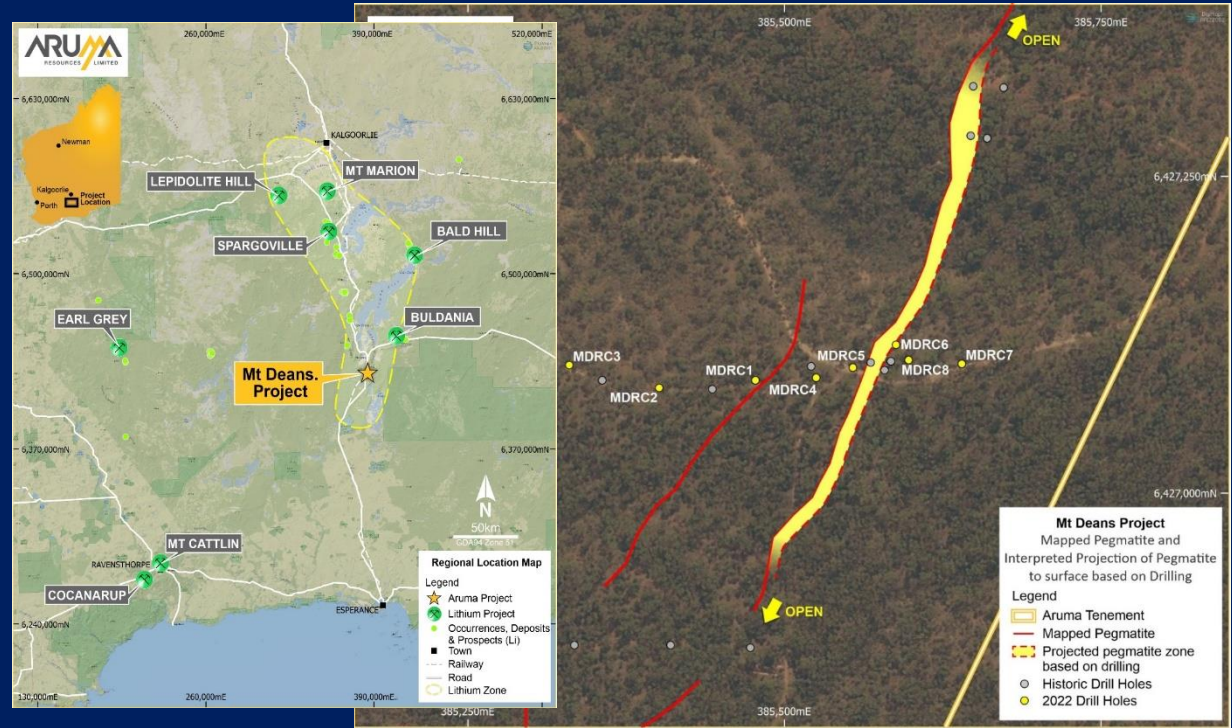 ARUMA
RESOURCES LIMITED
260,000mE
390,000mE
520,000mE
6,630,000mN
6,630,000mN
Newman
Kalgoorlie
Perth
Project
Location
KALGOORLIE
LEPIDOLITE HILL
MT MARION
SPARGOVILLE
BALD HILL
6,500,000mN
6,500,000mN
EARL GREY
BULDANIA
Mt Deans.
Project
6,370,000mN
6,370,000mN
N
50km
GDA94 Zone 51
MT CATTLIN
RAVENSTHORPE
COCANARUP
ESPERANCE
6,240,000mN
130,000mE
260,000mE
390,000mE
Regional Location Map
Legend
Aruma Project
Lithium Project
Occurrences, Deposits
& Prospects (Li)
Town
Railway
Road
Lithium Zone
385,500mE
385,750mE
OPEN
6,427,250mN
MDRC3
MDRC2
MDRC1
MDRC4
MDRC5
MDRC6
MDRC7
MDRC8
6,427,000mN
OPEN
385,250mE
385,500mE
Mt Deans Project
Mapped Pegmatite and
Interpreted Projection of Pegmatite
to surface based on Drilling
Legend
Aruma Tenement
Mapped Pegmatite
Projected pegmatite zone
based on drilling
Historic Drill Holes
2022 Drill Holes